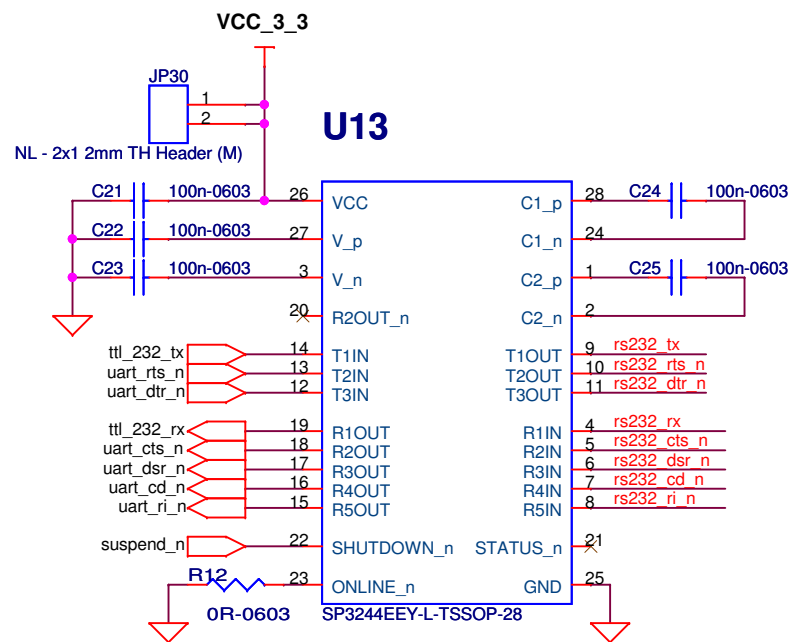 VCC_3_3
JP30
1
2
NL - 2x1 2mm TH Header (M)
U13
C21 100n-0603 26 VCC C1_p 28 C24 100n-0603
C22 100n-0603 27 V_p C1_n 24
C23 100n-0603 3 V_n C2_p 1 C25 100n-0603
20 R2OUT_n C2_n 2
ttl_232_tx 14 T1IN T1OUT 9 rs232_tx
uart_rts_n 13 T2IN T2OUT 10 rs232_rts_n
uart_dtr_n 12 T3IN T3OUT 11 rs232_dtr_n
ttl_232_rx 19 R1OUT R1IN 4 rs232_rx
uart_cts_n 18 R2OUT R2IN 5 rs232_cts_n
uart_dsr_n 17 R3OUT R3IN 6 rs232_dsr_n
uart_cd_n 16 R4OUT R4IN 7 rs232_cd_n
uart_ri_n 15 R5OUT R5IN 8 rs232_ri_n
suspend_n 22 SHUTDOWN_n STATUS_n 21
R12 23 ONLINE_n GND 25
0R-0603 SP3244EEY-L-TSSOP-28